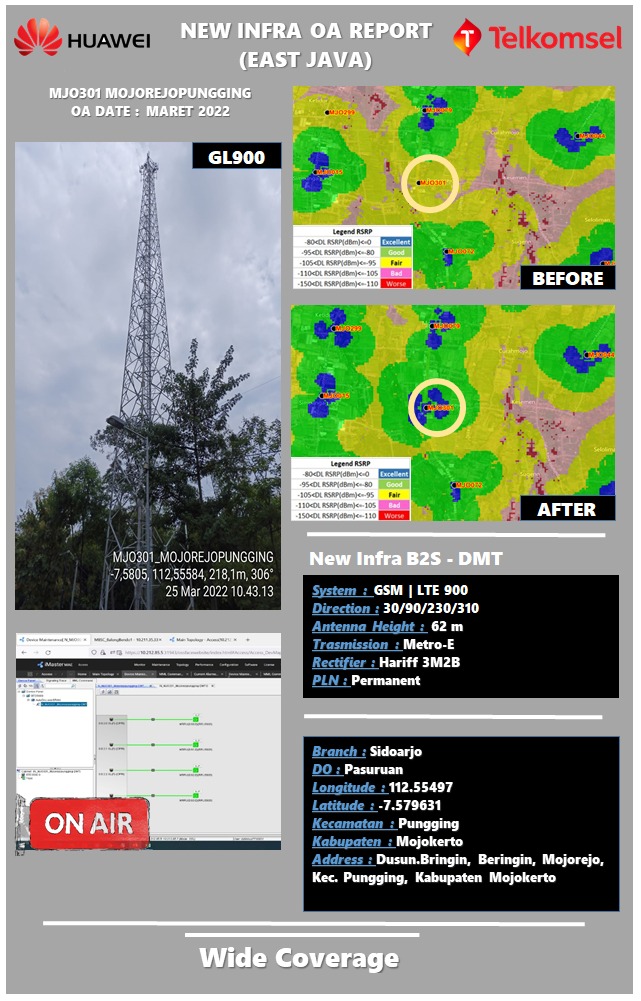 HUAWEI
NEW INFRA OA REPORT
(EAST JAVA)
Telkomsel
MJO301 MOJOREJOPUNGGING
OA DATE : MARET 2022
GL900
MJO299
MJO044
MJO035
MJO301
MJO072
Legend RSRP
-80<DL RSRP(dBm)<=0 Excellent
-95<DL RSRP(dBm)<=-80 Good
-105<DL RSRP(dBm)<=-95 Fair
-110<DL RSRP(dBm)<=-105 Bad
-150<DL RSRP(dBm)<=-110 Worse
BEFORE
MJO299
MJO044
MJO035
MJO301
MJO072
Legend RSRP
-80<DL RSRP(dBm)<=0 Excellent
-95<DL RSRP(dBm)<=-80 Good
-105<DL RSRP(dBm)<=-95 Fair
-110<DL RSRP(dBm)<=-105 Bad
-150<DL RSRP(dBm)<=-110 Worse
AFTER
MJO301_MOJOREJOPUNGGING
-7,5805, 112,55584, 218,1m, 306°
25 Mar 2022 10.43.13
New Infra B2S - DMT
System : GSM | LTE 900
Direction : 30/90/230/310
Antenna Height : 62 m
Trasmission : Metro-E
Rectifier : Hariff 3M2B
PLN : Permanent
iMaster MAE
ON AIR
Branch : Sidoarjo
DO : Pasuruan
Longitude : 112.55497
Latitude : -7.579631
Kecamatan : Pungging
Kabupaten : Mojokerto
Address : Dusun.Bringin, Beringin, Mojorejo,
Kec. Pungging, Kabupaten Mojokerto
Wide Coverage